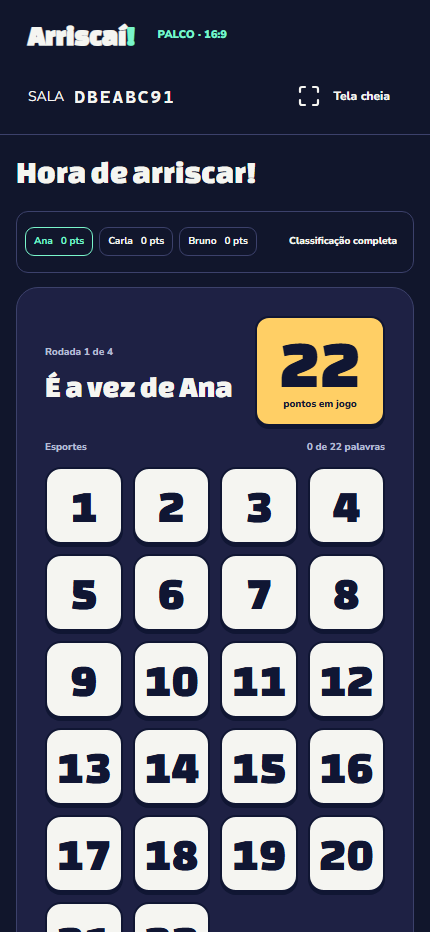 Arriscaí!
PALCO · 16:9
SALA DBEABC91
Tela cheia
Hora de arriscar!
Ana 0 pts
Carla 0 pts
Bruno 0 pts
Classificação completa
Rodada 1 de 4
É a vez de Ana
22
pontos em jogo
Esportes
0 de 22 palavras
1 2 3 4
5 6 7 8
9 10 11 12
13 14 15 16
17 18 19 20